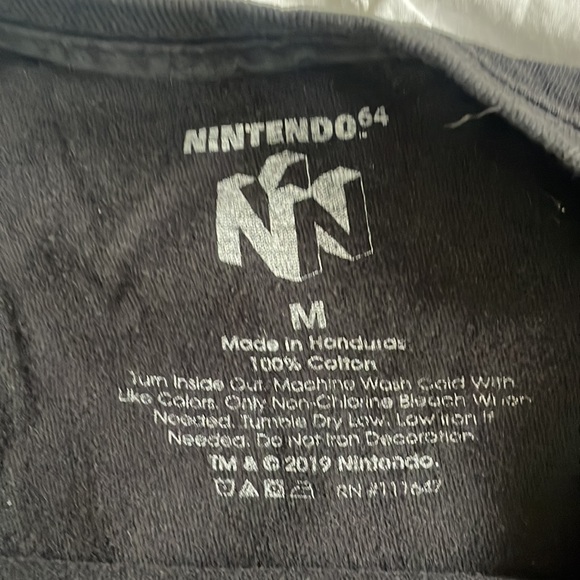 NINTENDO64
TM
M
Made in Honduras
100% Cotton
Turn Inside Out. Machine Wash Cold With
Like Colors. Only Non-Chlorine Bleach When
Needed. Tumble Dry Low. Low Iron If
Needed. Do Not Iron Decoration.
TM & © 2019 Nintendo.
RN #111647